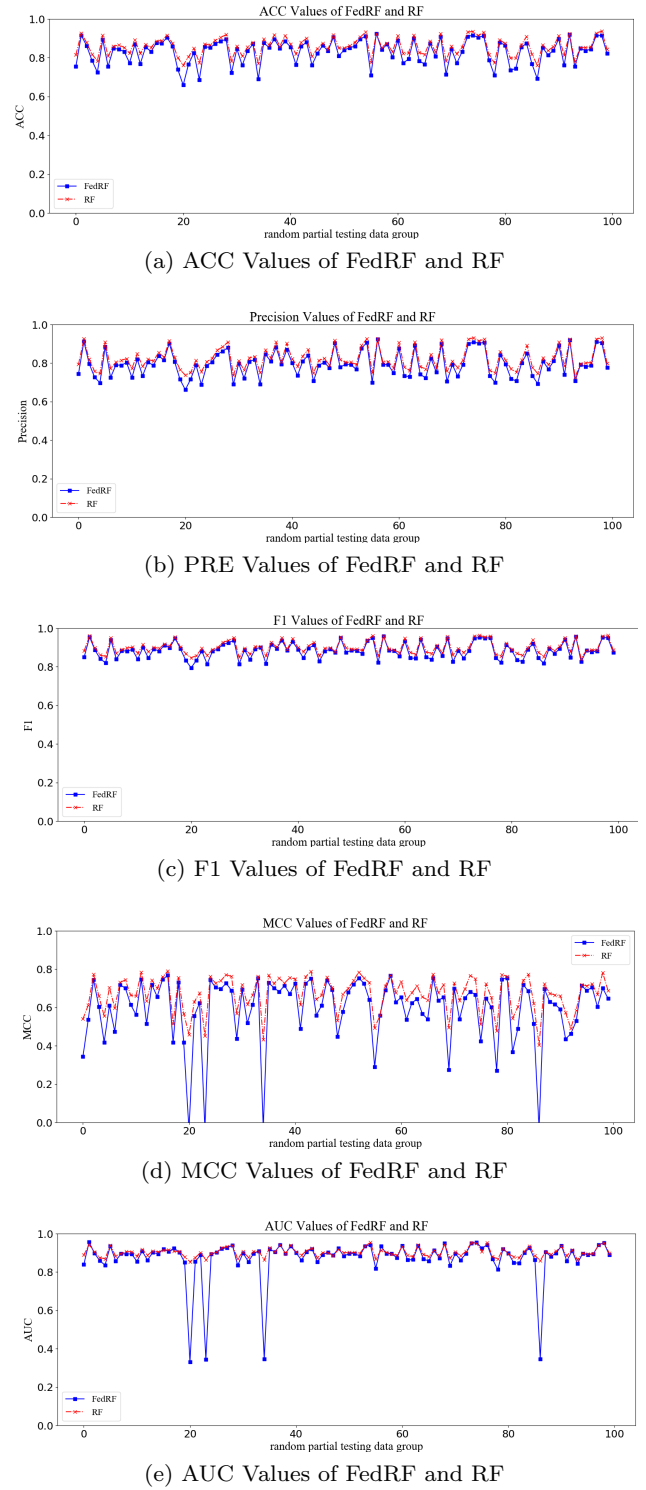 ACC Values of FedRF and RF
1.0
0.8
0.6
ACC
0.4
0.2
FedRF
RF
0.0
0 20 40 60 80 100
random partial testing data group
(a) ACC Values of FedRF and RF
Precision Values of FedRF and RF
1.0
0.8
0.6
Precision
0.4
0.2
FedRF
RF
0.0
0 20 40 60 80 100
random partial testing data group
(b) PRE Values of FedRF and RF
F1 Values of FedRF and RF
1.0
0.8
0.6
F1
0.4
0.2
FedRF
RF
0.0
0 20 40 60 80 100
random partial testing data group
(c) F1 Values of FedRF and RF
MCC Values of FedRF and RF
1.0
FedRF
RF
0.8
0.6
MCC
0.4
0.2
0.0
0 20 40 60 80 100
random partial testing data group
(d) MCC Values of FedRF and RF
AUC Values of FedRF and RF
1.0
0.8
0.6
AUC
0.4
0.2
FedRF
RF
0.0
0 20 40 60 80 100
random partial testing data group
(e) AUC Values of FedRF and RF